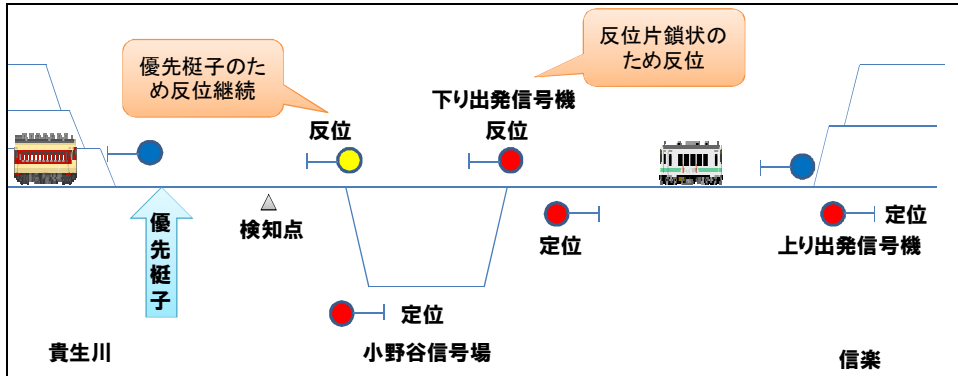 優先梃子のた
め反位継続
反位片鎖状の
ため反位
下り出発信号機
反位
反位
優先梃子
検知点
定位
定位
上り出発信号機
定位
貴生川
小野谷信号場
信楽